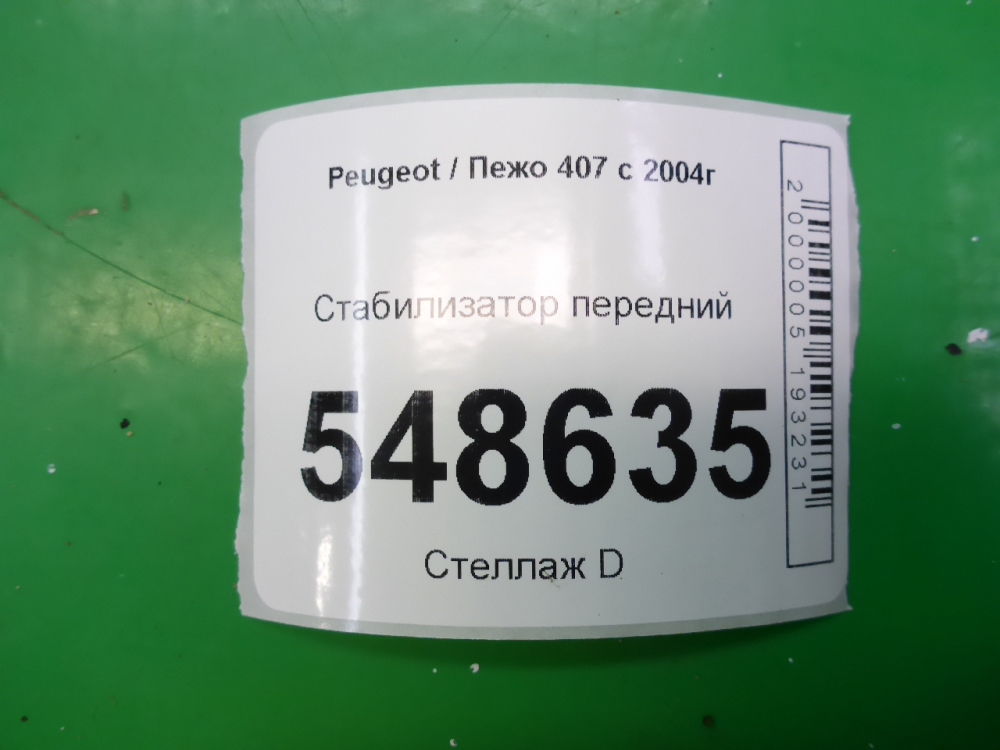 Peugeot / Пежо 407 с 2004г
Стабилизатор передний
548635
Стеллаж D
2000005193231